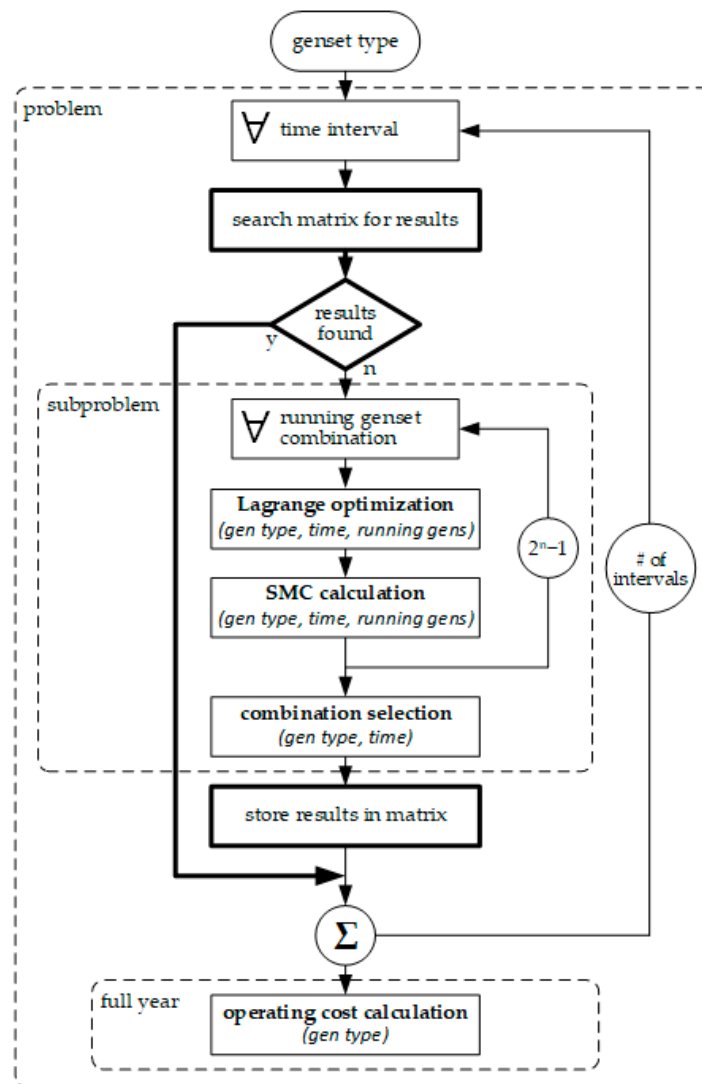 genset type
problem
∀ time interval
search matrix for results
results
found
y
n
subproblem
∀ running genset
combination
Lagrange optimization
(gen type, time, running gens)
2ⁿ–1
SMC calculation
(gen type, time, running gens)
# of
intervals
combination selection
(gen type, time)
store results in matrix
Σ
full year
operating cost calculation
(gen type)